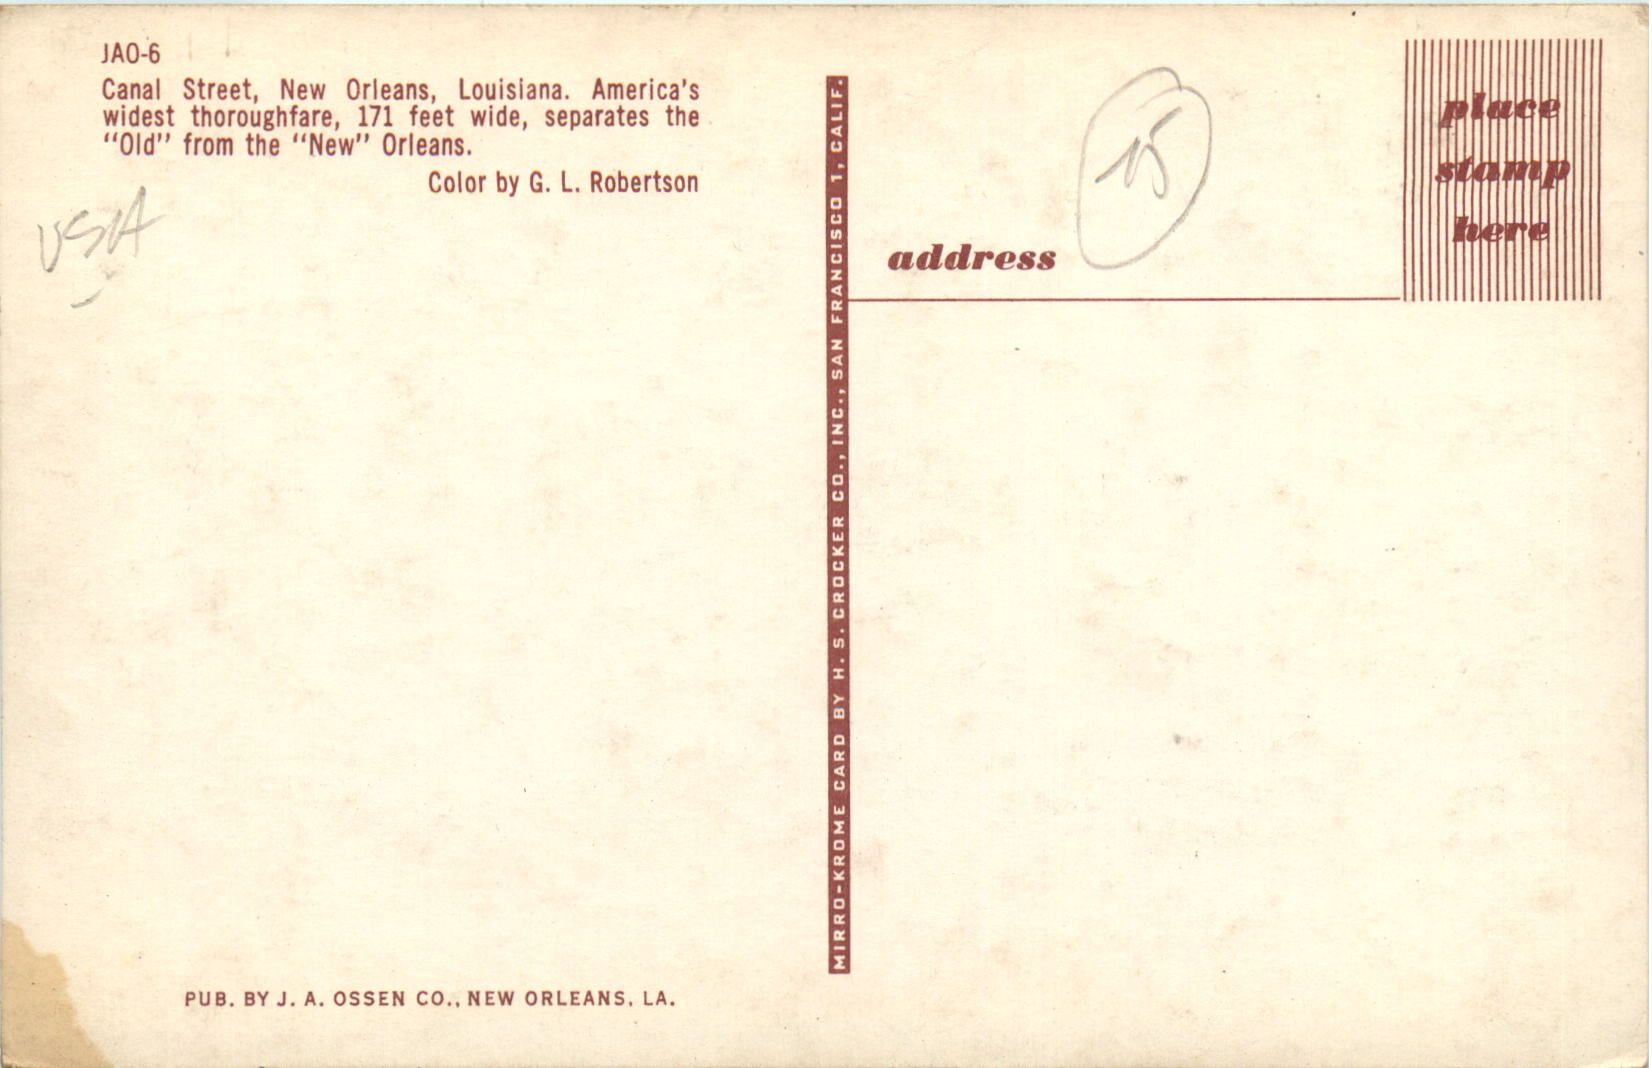 JAO-6
Canal Street, New Orleans, Louisiana. America's
widest thoroughfare, 171 feet wide, separates the
"Old" from the "New" Orleans.
Color by G. L. Robertson
USA
PUB. BY J. A. OSSEN CO., NEW ORLEANS, LA.
MIRRO-KROME CARD BY H. S. CROCKER CO., INC., SAN FRANCISCO 1, CALIF.
address
place
stamp
here